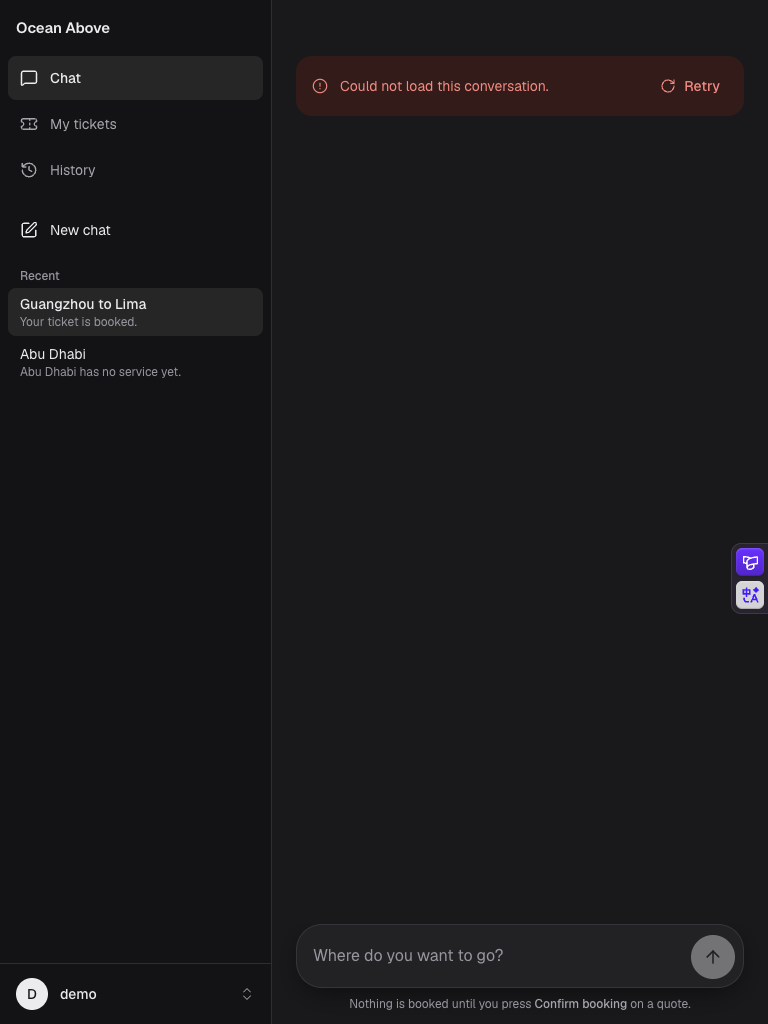 Ocean Above
Chat
My tickets
History
New chat
Recent
Guangzhou to Lima
Your ticket is booked.
Abu Dhabi
Abu Dhabi has no service yet.
D
demo
Could not load this conversation.
Retry
中A
Where do you want to go?
Nothing is booked until you press Confirm booking on a quote.